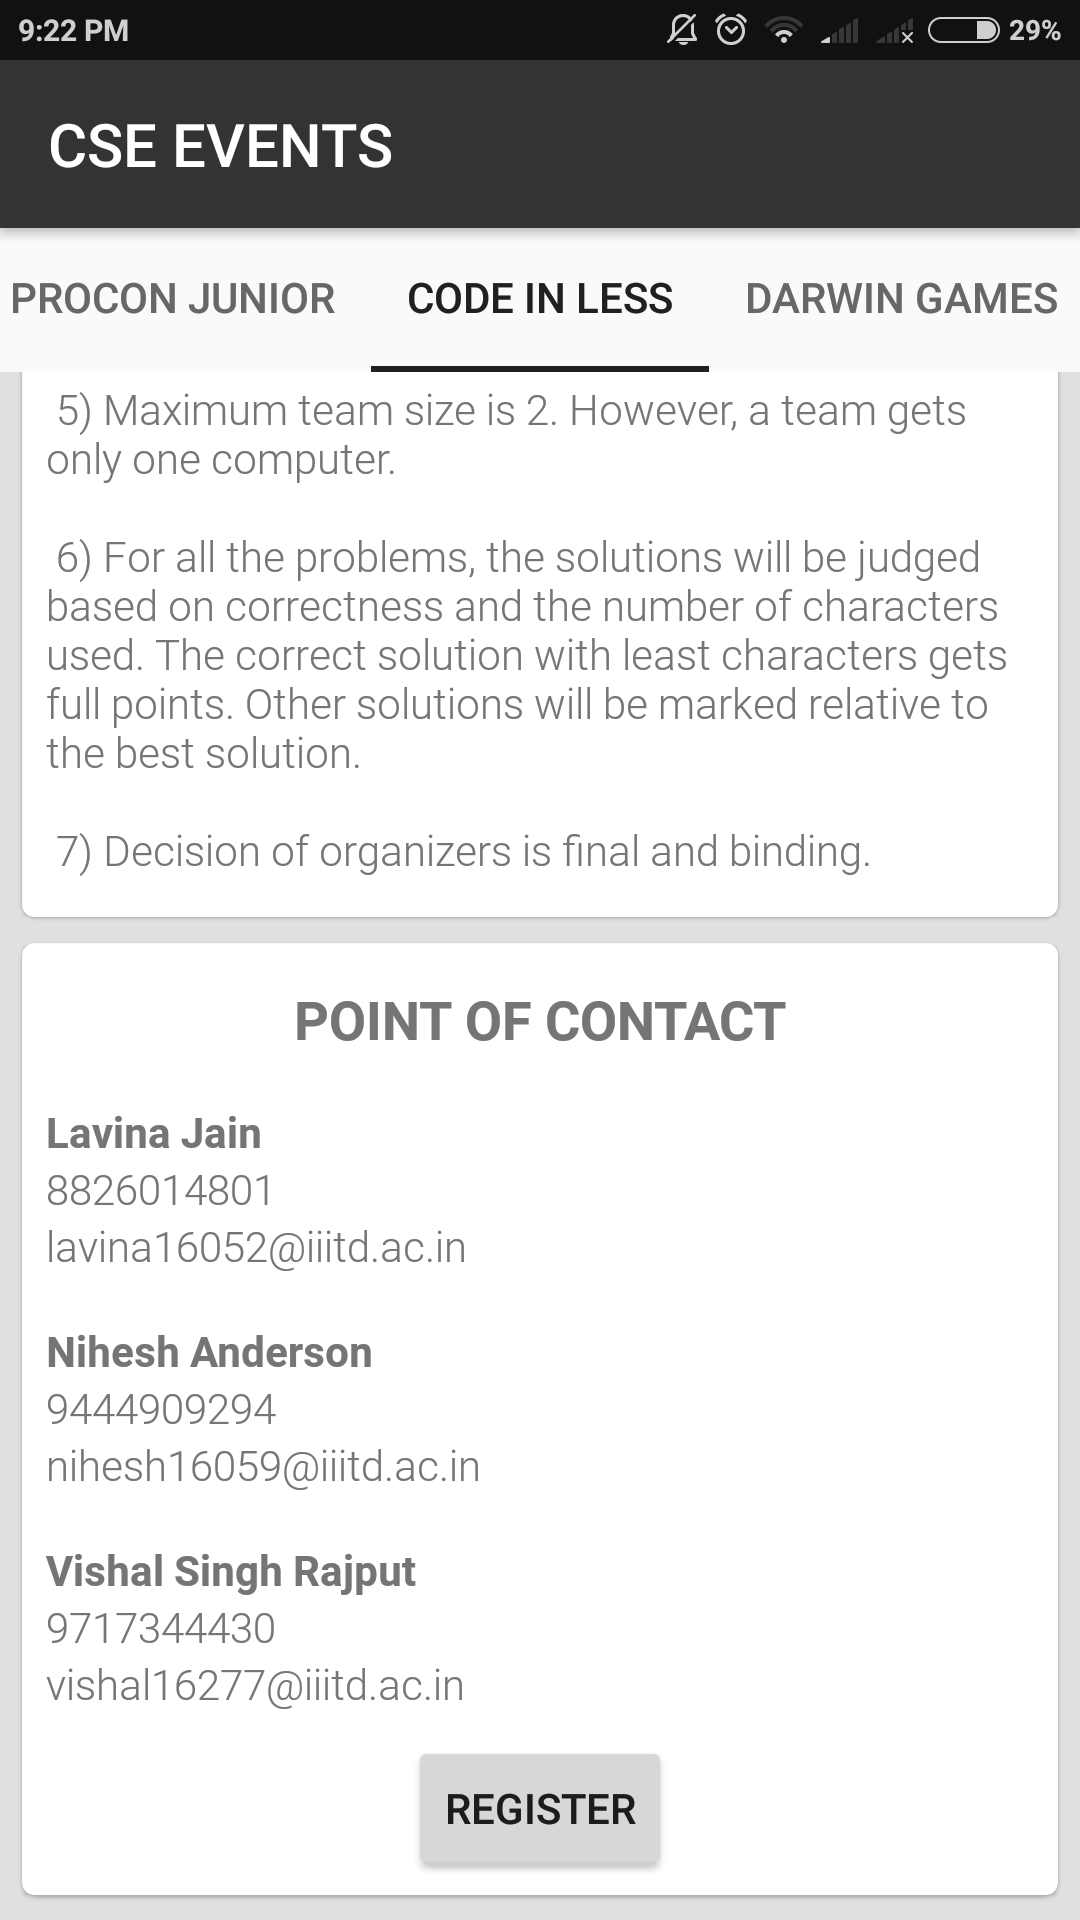 9:22 PM 29%
CSE EVENTS
PROCON JUNIOR CODE IN LESS DARWIN GAMES
5) Maximum team size is 2. However, a team gets
only one computer.
6) For all the problems, the solutions will be judged
based on correctness and the number of characters
used. The correct solution with least characters gets
full points. Other solutions will be marked relative to
the best solution.
7) Decision of organizers is final and binding.
POINT OF CONTACT
Lavina Jain
8826014801
lavina16052@iiitd.ac.in
Nihesh Anderson
9444909294
nihesh16059@iiitd.ac.in
Vishal Singh Rajput
9717344430
vishal16277@iiitd.ac.in
REGISTER